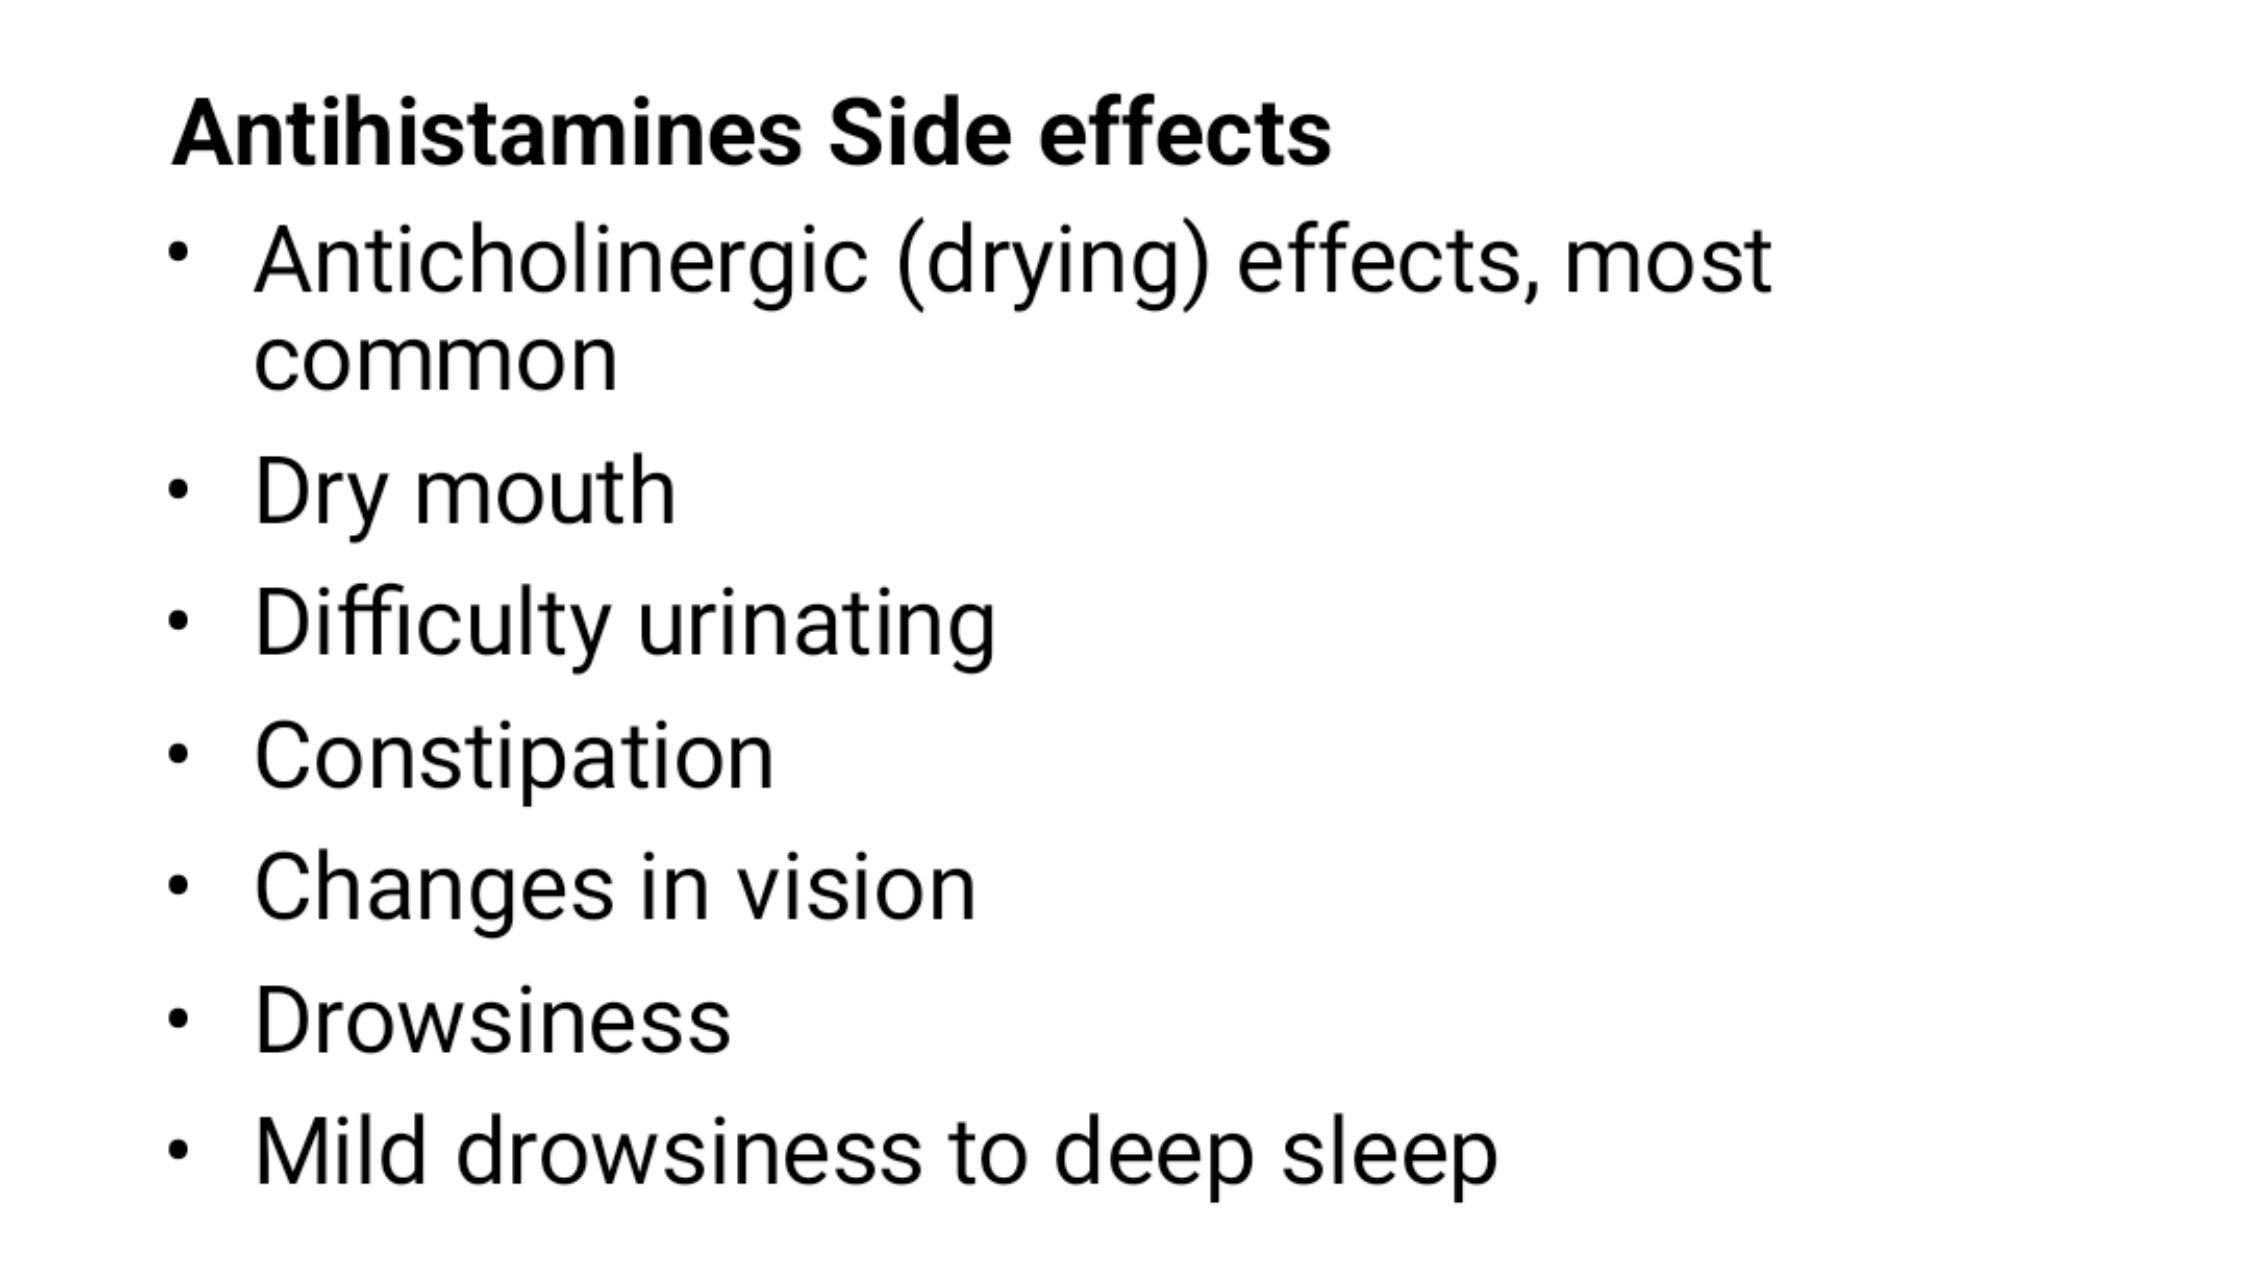 Antihistamines Side effects
• Anticholinergic (drying) effects, most
common
• Dry mouth
• Difficulty urinating
• Constipation
• Changes in vision
• Drowsiness
• Mild drowsiness to deep sleep